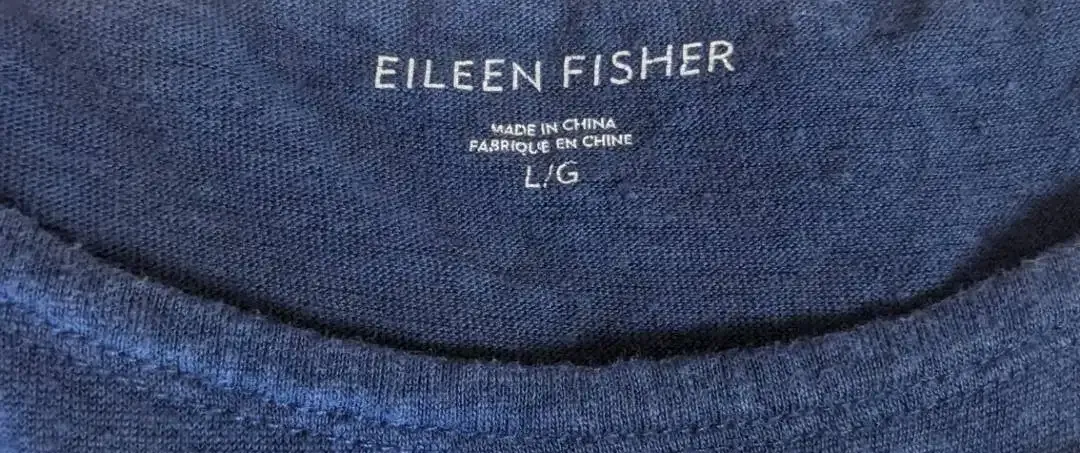 EILEEN FISHER
MADE IN CHINA
FABRIQUE EN CHINE
L/G